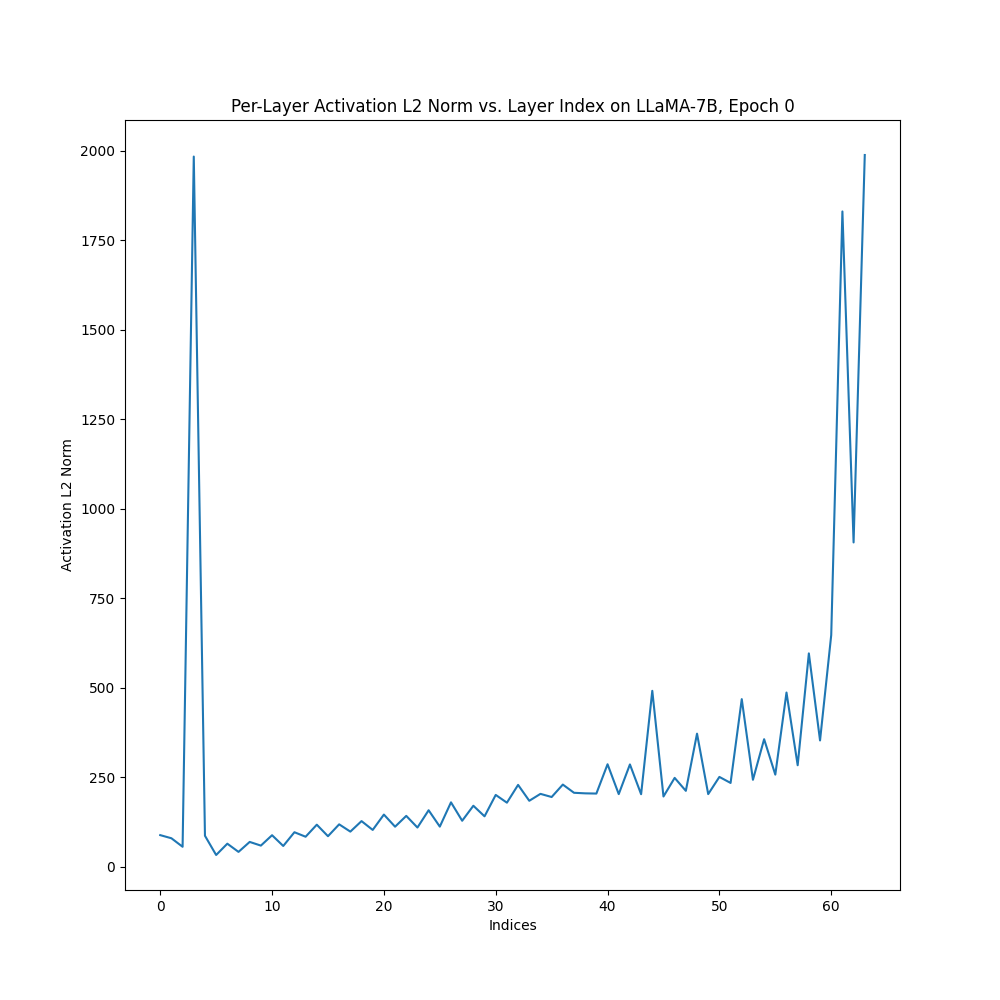 Per-Layer Activation L2 Norm vs. Layer Index on LLaMA-7B, Epoch 0
2000
1750
1500
1250
1000
750
500
250
0
Activation L2 Norm
0 10 20 30 40 50 60
Indices